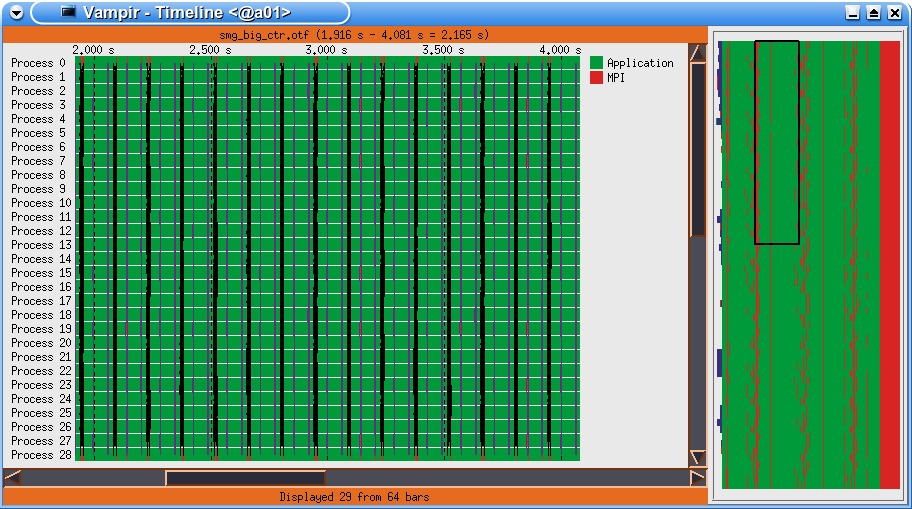 Vampir - Timeline <@a01>
smg_big_ctr.otf (1.916 s - 4.081 s = 2.165 s)
2.000 s 2.500 s 3.000 s 3.500 s 4.000 s
Process 0
Process 1
Process 2
Process 3
Process 4
Process 5
Process 6
Process 7
Process 8
Process 9
Process 10
Process 11
Process 12
Process 13
Process 14
Process 15
Process 16
Process 17
Process 18
Process 19
Process 20
Process 21
Process 22
Process 23
Process 24
Process 25
Process 26
Process 27
Process 28
Application
MPI
Displayed 29 from 64 bars